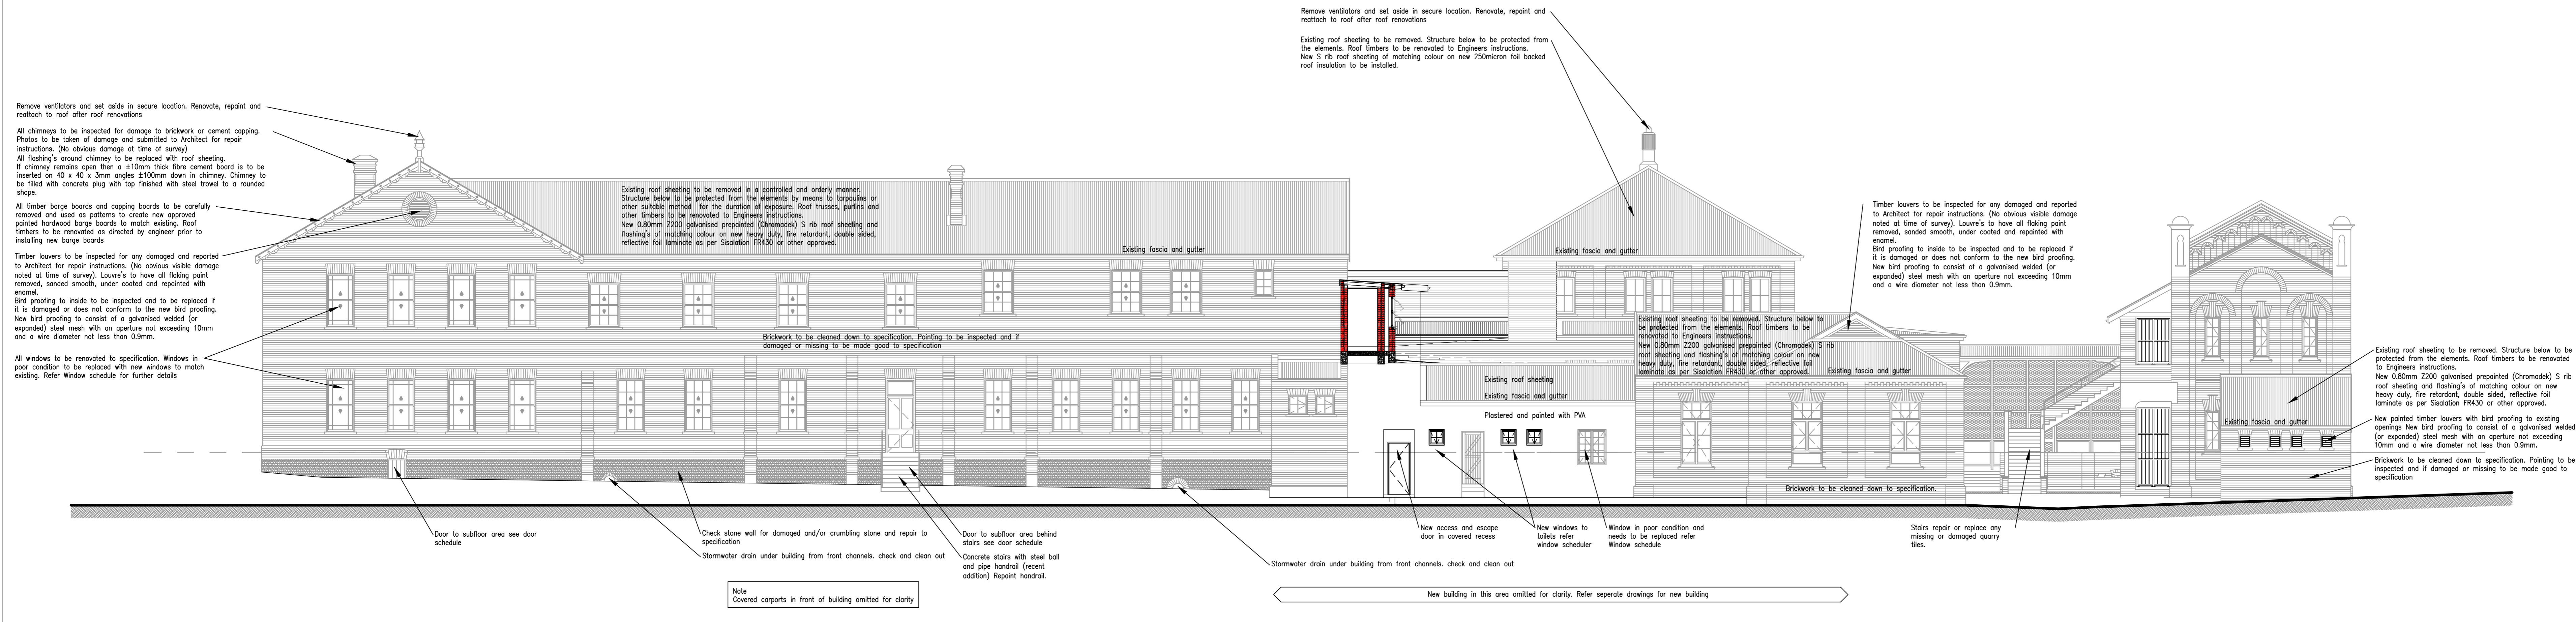 Remove ventilators and set aside in secure location. Renovate, repaint and
reattach to roof after roof renovations
All chimneys to be inspected for damage to brickwork or cement capping.
Photos to be taken of damage and submitted to Architect for repair
instructions. (No obvious damage at time of survey)
All flashing's around chimney to be replaced with roof sheeting.
If chimney remains open then a ±10mm thick fibre cement board is to be
inserted on 40 x 40 x 3mm angles ±100mm down in chimney. Chimney to
be filled with concrete plug with top finished with steel trowel to a rounded
shape.
All timber barge boards and capping boards to be carefully
removed and used as patterns to create new approved
painted hardwood barge boards to match existing. Roof
timbers to be renovated as directed by engineer prior to
installing new barge boards
Timber louvers to be inspected for any damaged and reported
to Architect for repair instructions. (No obvious visible damage
noted at time of survey). Louvre's to have all flaking paint
removed, sanded smooth, under coated and repainted with
enamel.
Bird proofing to inside to be inspected and to be replaced if
it is damaged or does not conform to the new bird proofing.
New bird proofing to consist of a galvanised welded (or
expanded) steel mesh with an aperture not exceeding 10mm
and a wire diameter not less than 0.9mm.
All windows to be renovated to specification. Windows in
poor condition to be replaced with new windows to match
existing. Refer Window schedule for further details
Existing roof sheeting to be removed in a controlled and orderly manner.
Structure below to be protected from the elements by means to tarpaulins or
other suitable method for the duration of exposure. Roof trusses, purlins and
other timbers to be renovated to Engineers instructions.
New 0.80mm Z200 galvanised prepainted (Chromadek) S rib roof sheeting and
flashing's of matching colour on new heavy duty, fire retardant, double sided,
reflective foil laminate as per Sisalation FR430 or other approved.
Existing fascia and gutter
Brickwork to be cleaned down to specification. Pointing to be inspected and if
damaged or missing to be made good to specification
Remove ventilators and set aside in secure location. Renovate, repaint and
reattach to roof after roof renovations
Existing roof sheeting to be removed. Structure below to be protected from
the elements. Roof timbers to be renovated to Engineers instructions.
New S rib roof sheeting of matching colour on new 250micron foil backed
roof insulation to be installed.
Existing fascia and gutter
Existing roof sheeting to be removed. Structure below to
be protected from the elements. Roof timbers to be
renovated to Engineers instructions.
New 0.80mm Z200 galvanised prepainted (Chromadek) S rib
roof sheeting and flashing's of matching colour on new
heavy duty, fire retardant, double sided, reflective foil
laminate as per Sisalation FR430 or other approved.
Existing fascia and gutter
Existing roof sheeting
Existing fascia and gutter
Plastered and painted with PVA
Brickwork to be cleaned down to specification.
Timber louvers to be inspected for any damaged and reported
to Architect for repair instructions. (No obvious visible damage
noted at time of survey). Louvre's to have all flaking paint
removed, sanded smooth, under coated and repainted with
enamel.
Bird proofing to inside to be inspected and to be replaced if
it is damaged or does not conform to the new bird proofing.
New bird proofing to consist of a galvanised welded (or
expanded) steel mesh with an aperture not exceeding 10mm
and a wire diameter not less than 0.9mm.
Existing roof sheeting to be removed. Structure below to be
protected from the elements. Roof timbers to be renovated
to Engineers instructions.
New 0.80mm Z200 galvanised prepainted (Chromadek) S rib
roof sheeting and flashing's of matching colour on new
heavy duty, fire retardant, double sided, reflective foil
laminate as per Sisalation FR430 or other approved.
Existing fascia and gutter
New painted timber louvers with bird proofing to existing
openings New bird proofing to consist of a galvanised welded
(or expanded) steel mesh with an aperture not exceeding
10mm and a wire diameter not less than 0.9mm.
Brickwork to be cleaned down to specification. Pointing to be
inspected and if damaged or missing to be made good to
specification
Door to subfloor area see door
schedule
Check stone wall for damaged and/or crumbling stone and repair to
specification
Stormwater drain under building from front channels. check and clean out
Door to subfloor area behind
stairs see door schedule
Concrete stairs with steel ball
and pipe handrail (recent
addition) Repaint handrail.
Stormwater drain under building from front channels. check and clean out
New access and escape
door in covered recess
New windows to
toilets refer
window scheduler
Window in poor condition and
needs to be replaced refer
Window schedule
Stairs repair or replace any
missing or damaged quarry
tiles.
Note
Covered carports in front of building omitted for clarity
New building in this area omitted for clarity. Refer seperate drawings for new building